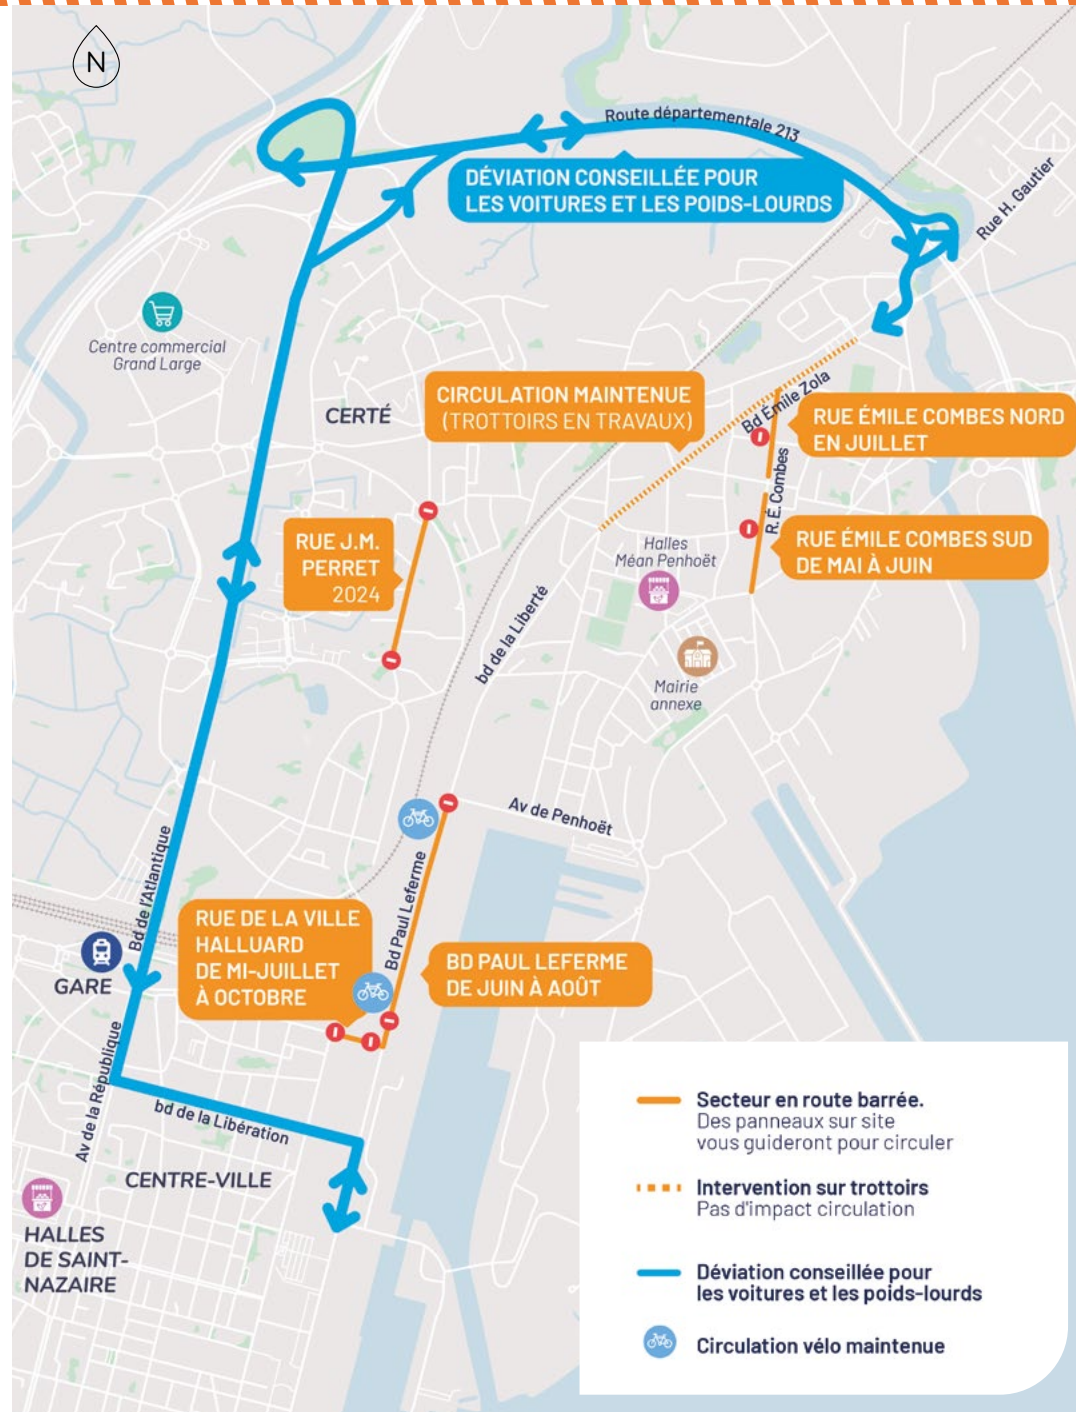 N
Route départementale 213
DÉVIATION CONSEILLÉE POUR
LES VOITURES ET LES POIDS-LOURDS
Rue H. Gautier
Centre commercial
Grand Large
CERTÉ
CIRCULATION MAINTENUE
(TROTTOIRS EN TRAVAUX)
Bd Émile Zola
RUE ÉMILE COMBES NORD
EN JUILLET
R. É. Combes
RUE J.M.
PERRET
2024
RUE ÉMILE COMBES SUD
DE MAI À JUIN
Halles
Méan Penhoët
bd de la Liberté
Mairie
annexe
Av de Penhoët
Bd de l'Atlantique
Bd Paul Leferme
RUE DE LA VILLE
HALLUARD
DE MI-JUILLET
À OCTOBRE
BD PAUL LEFERME
DE JUIN À AOÛT
GARE
Av de la République
bd de la Libération
CENTRE-VILLE
HALLES
DE SAINT-
NAZAIRE
Secteur en route barrée.
Des panneaux sur site
vous guideront pour circuler
Intervention sur trottoirs
Pas d'impact circulation
Déviation conseillée pour
les voitures et les poids-lourds
Circulation vélo maintenue